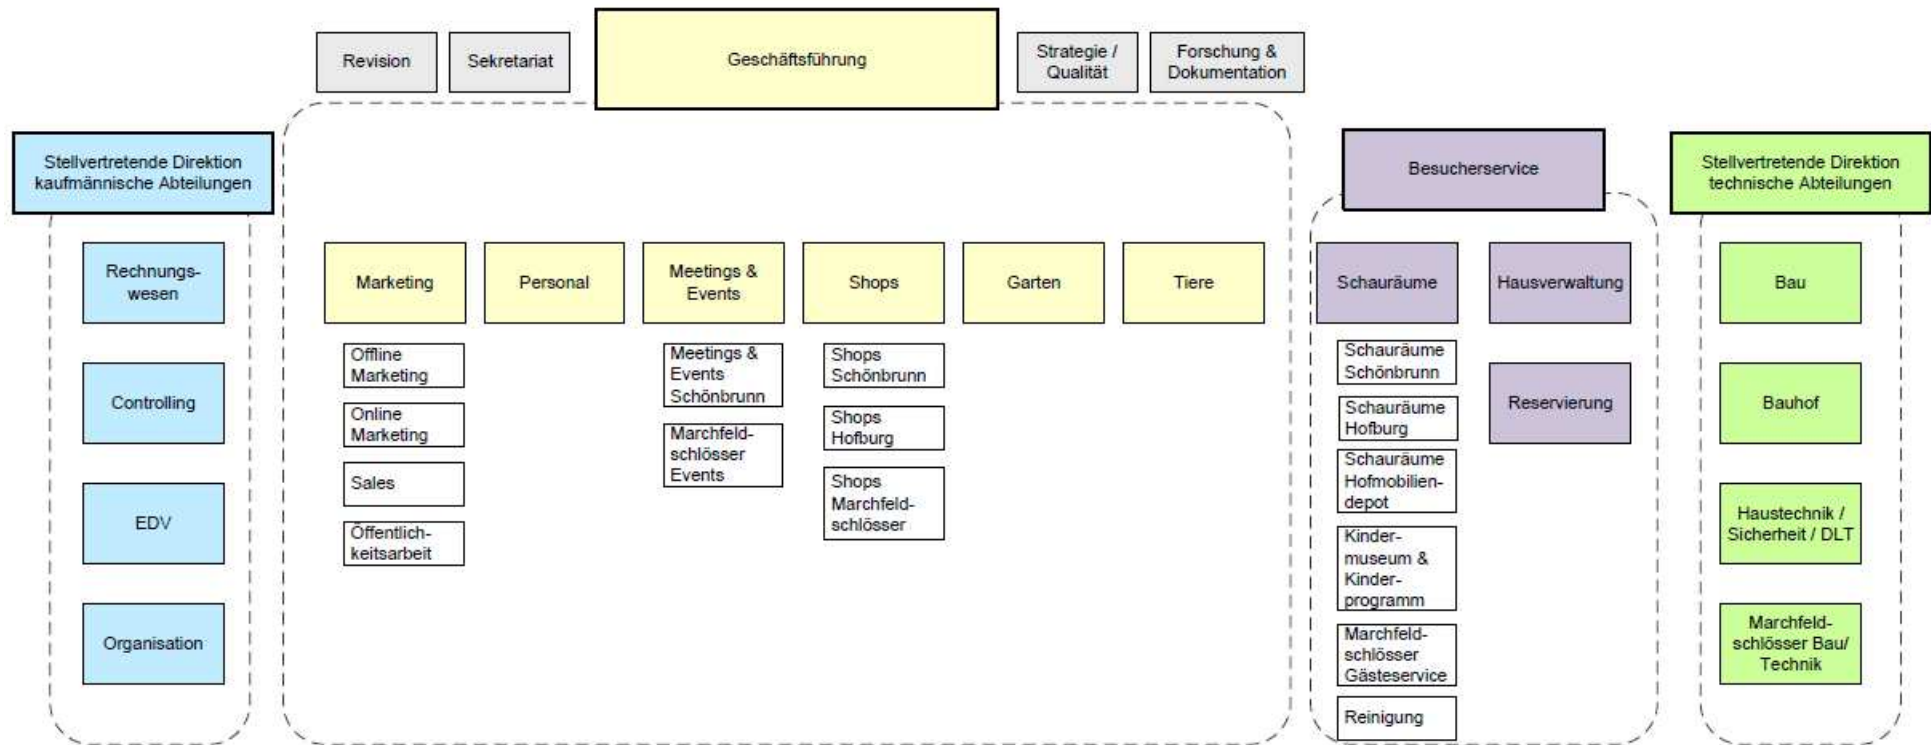 Revision
Sekretariat
Geschäftsführung
Strategie /
Qualität
Forschung &
Dokumentation
Stellvertretende Direktion
kaufmännische Abteilungen
Rechnungs-
wesen
Controlling
EDV
Organisation
Marketing
Offline
Marketing
Online
Marketing
Sales
Öffentlich-
keitsarbeit
Personal
Meetings &
Events
Meetings &
Events
Schönbrunn
Marchfeld-
schlösser
Events
Shops
Shops
Schönbrunn
Shops
Hofburg
Shops
Marchfeld-
schlösser
Garten
Tiere
Besucherservice
Schauräume
Schauräume
Schönbrunn
Schauräume
Hofburg
Schauräume
Hofmobilien-
depot
Kinder-
museum &
Kinder-
programm
Marchfeld-
schlösser
Gästeservice
Reinigung
Hausverwaltung
Reservierung
Stellvertretende Direktion
technische Abteilungen
Bau
Bauhof
Haustechnik /
Sicherheit / DLT
Marchfeld-
schlösser Bau/
Technik